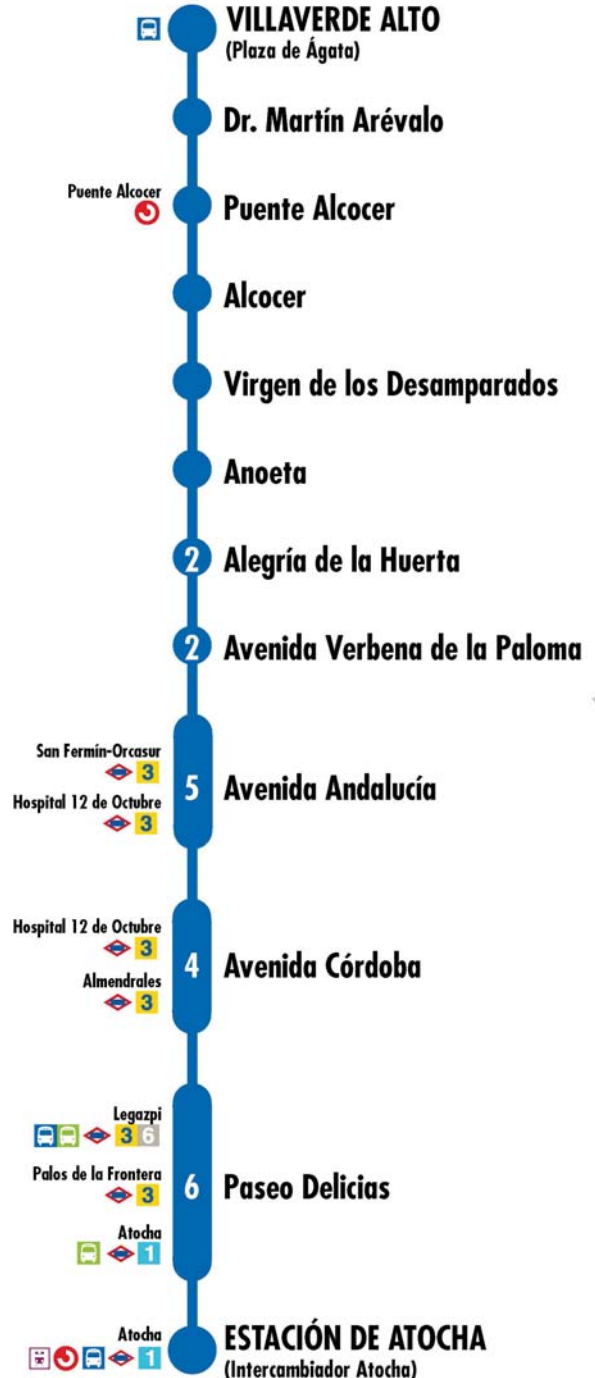 VILLAVERDE ALTO
(Plaza de Ágata)
Dr. Martín Arévalo
Puente Alcocer
Puente Alcocer
Alcocer
Virgen de los Desamparados
Anoeta
2 Alegría de la Huerta
2 Avenida Verbena de la Paloma
San Fermín-Orcasur
3
Hospital 12 de Octubre
3
5 Avenida Andalucía
Hospital 12 de Octubre
3
Almendrales
3
4 Avenida Córdoba
Legazpi
3 6
Palos de la Frontera
3
Atocha
1
6 Paseo Delicias
Atocha
1
ESTACIÓN DE ATOCHA
(Intercambiador Atocha)